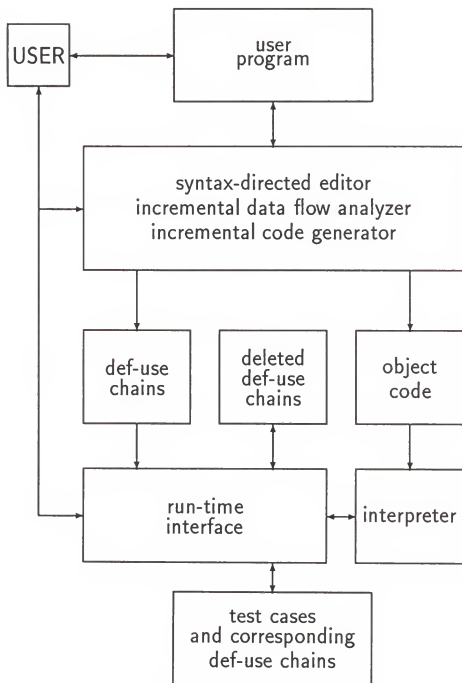 USER
user
program
syntax-directed editor
incremental data flow analyzer
incremental code generator
def-use
chains
deleted
def-use
chains
object
code
run-time
interface
interpreter
test cases
and corresponding
def-use chains